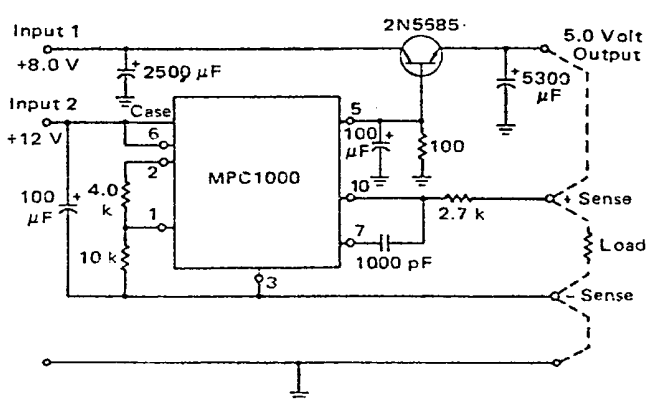 2N5685
Input 1
+8.0 V
5.0 Volt
Output
+
2500 µF
+
5300
µF
Input 2
+12 V
Case
6
5
100
µF
+
100
2
MPC1000
100
µF
+
4.0
k
10
2.7 k
+ Sense
1
7
1000 pF
Load
10 k
3
- Sense